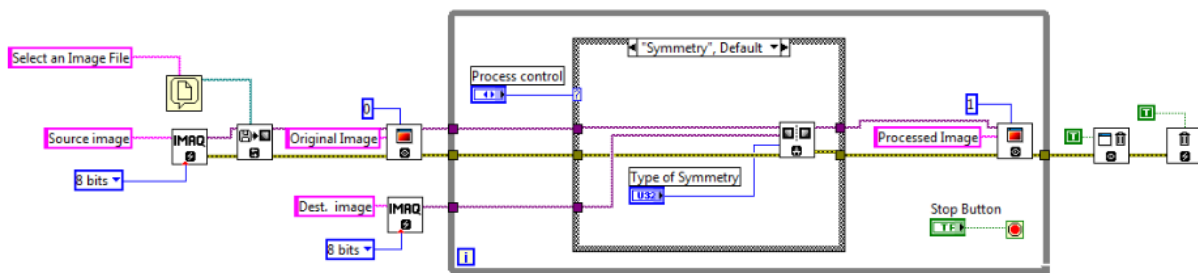 "Symmetry", Default
Select an Image File
Process control
?
0
1
T
Source image
IMAQ
Original Image
Processed Image
T
8 bits
Type of Symmetry
U32
Dest. image
IMAQ
Stop Button
TF
8 bits
i